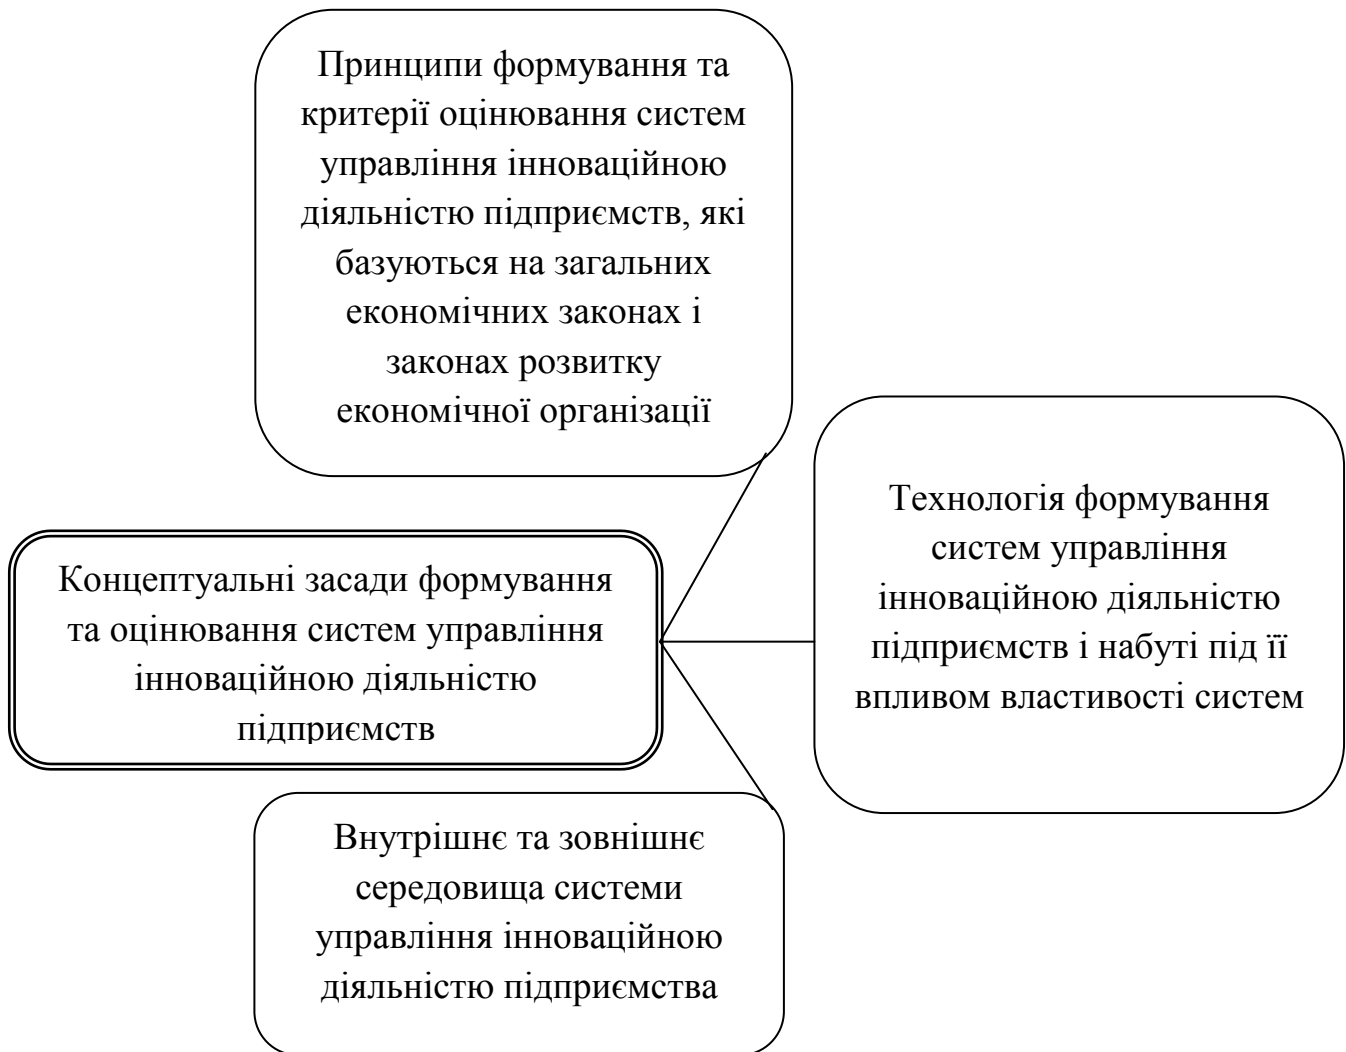 Принципи формування та
критерії оцінювання систем
управління інноваційною
діяльністю підприємств, які
базуються на загальних
економічних законах і
законах розвитку
економічної організації
Технологія формування
систем управління
інноваційною діяльністю
підприємств і набуті під її
впливом властивості систем
Концептуальні засади формування
та оцінювання систем управління
інноваційною діяльністю
підприємств
Внутрішнє та зовнішнє
середовища системи
управління інноваційною
діяльністю підприємства